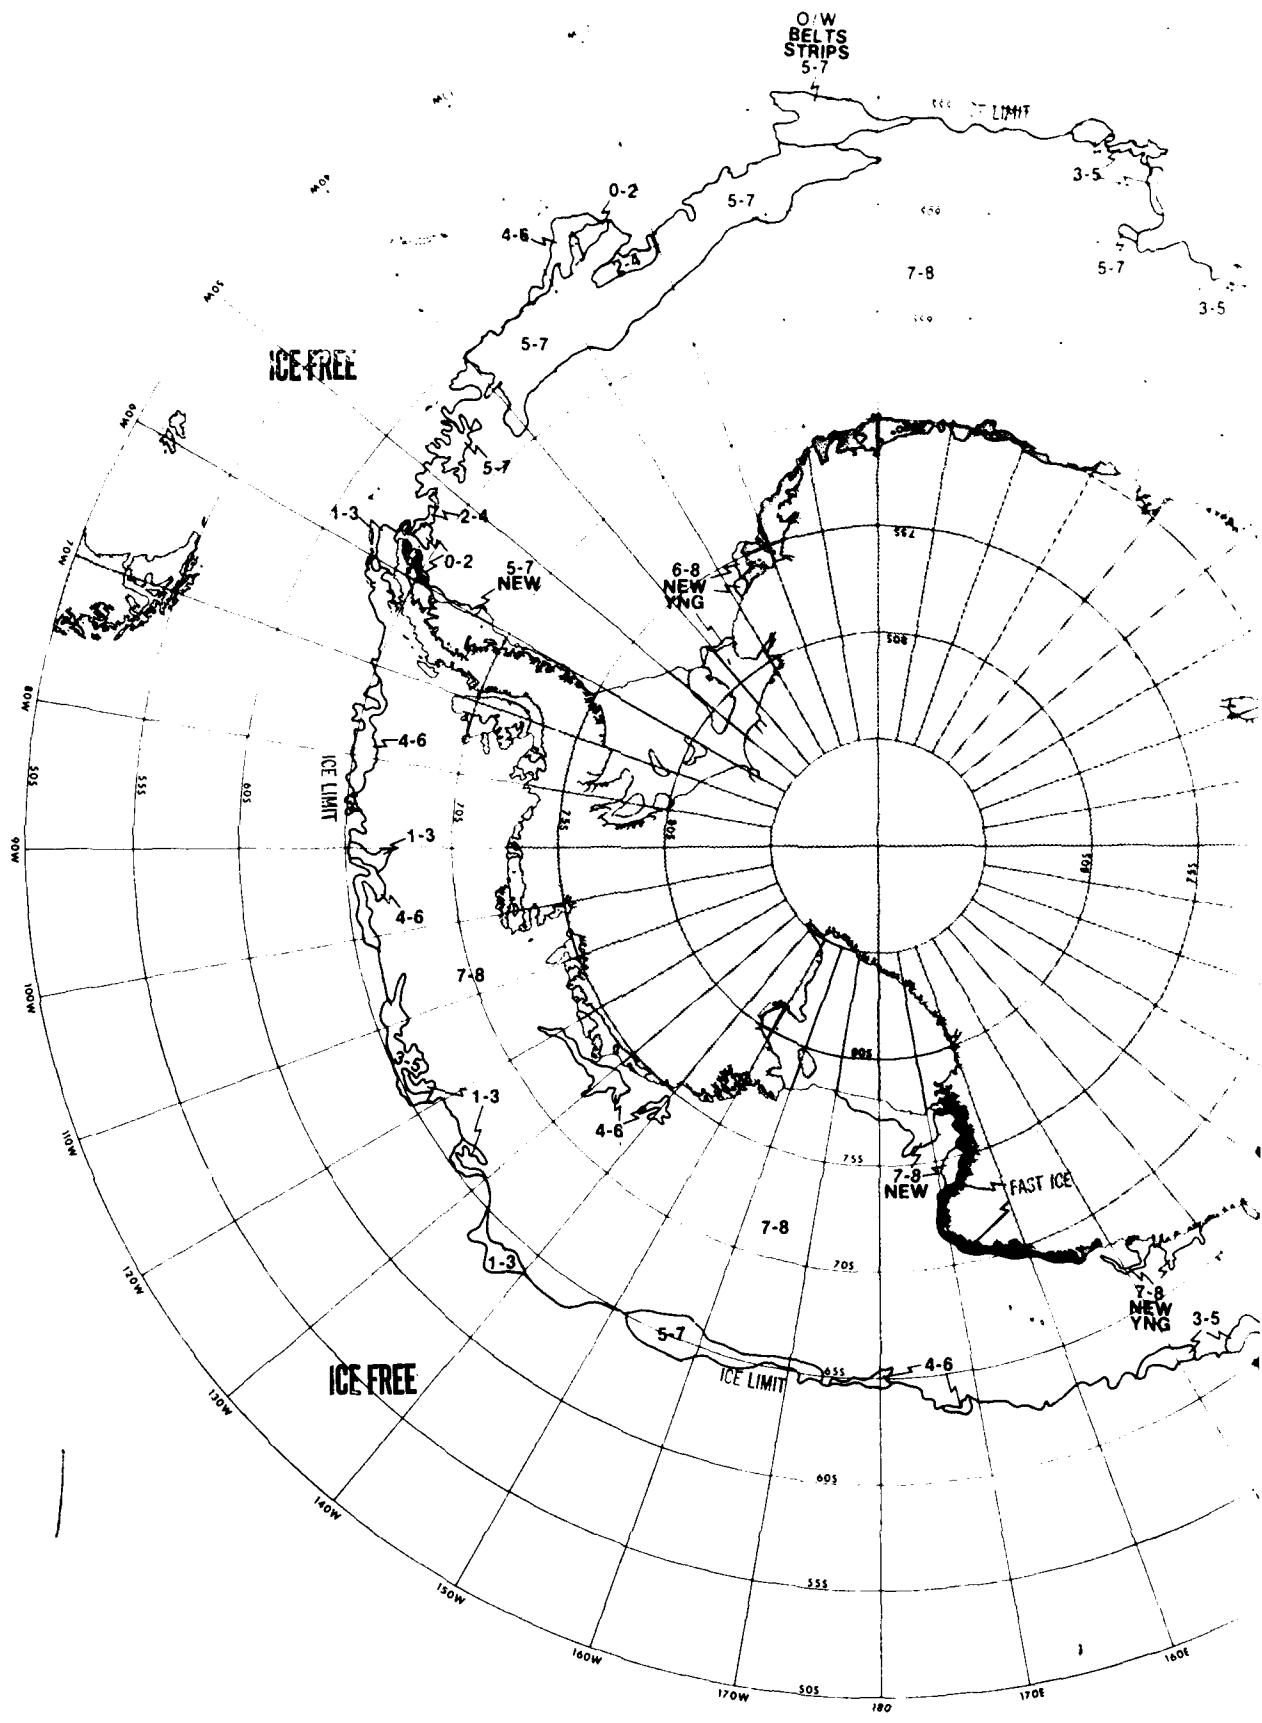 O/W
BELTS
STRIPS
5-7
LIMIT
3-5
0-2
5-7
4-6
2-4
40W
7-8
5-7
50W
3-5
5-7
ICE FREE
60W
5-7
1-3
2-4
70W
75S
0-2
5-7
NEW
6-8
NEW
YNG
80S
80W
4-6
ICE LIMIT
50S
55S
60S
70S
75S
80S
1-3
90W
80S
75S
4-6
7-8
100W
3-5
80S
1-3
4-6
110W
75S
7-8
NEW
FAST ICE
7-8
1-3
70S
120W
7-8
NEW
YNG
3-5
5-7
4-6
65S
ICE FREE
ICE LIMIT
130W
60S
140W
55S
150W
160W
160E
170W
50S
180
170E